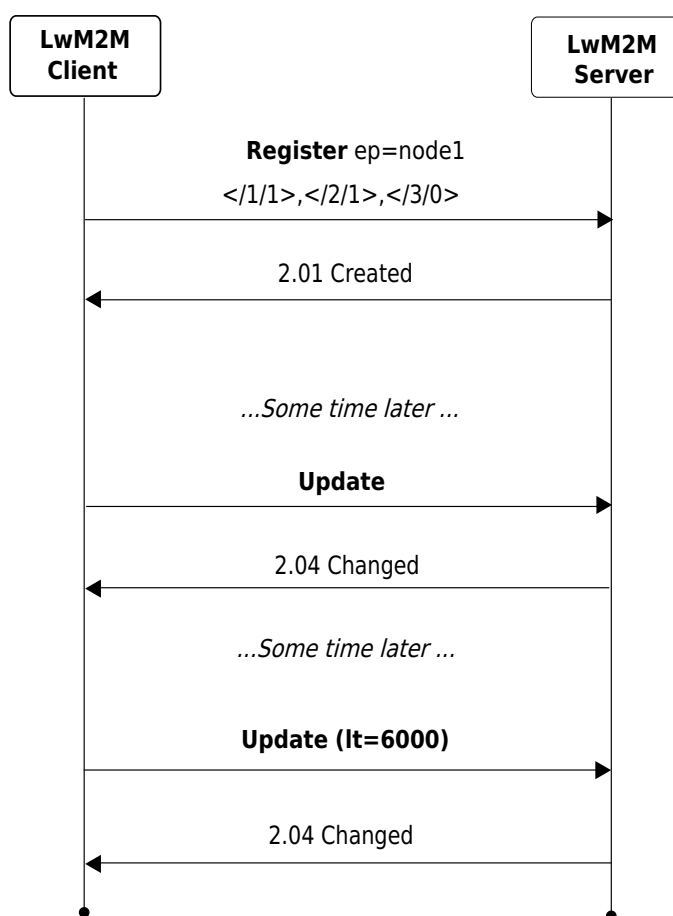 LwM2M
Client
LwM2M
Server
Register ep=node1
</1/1>,</2/1>,</3/0>
2.01 Created
...Some time later ...
Update
2.04 Changed
...Some time later ...
Update (lt=6000)
2.04 Changed